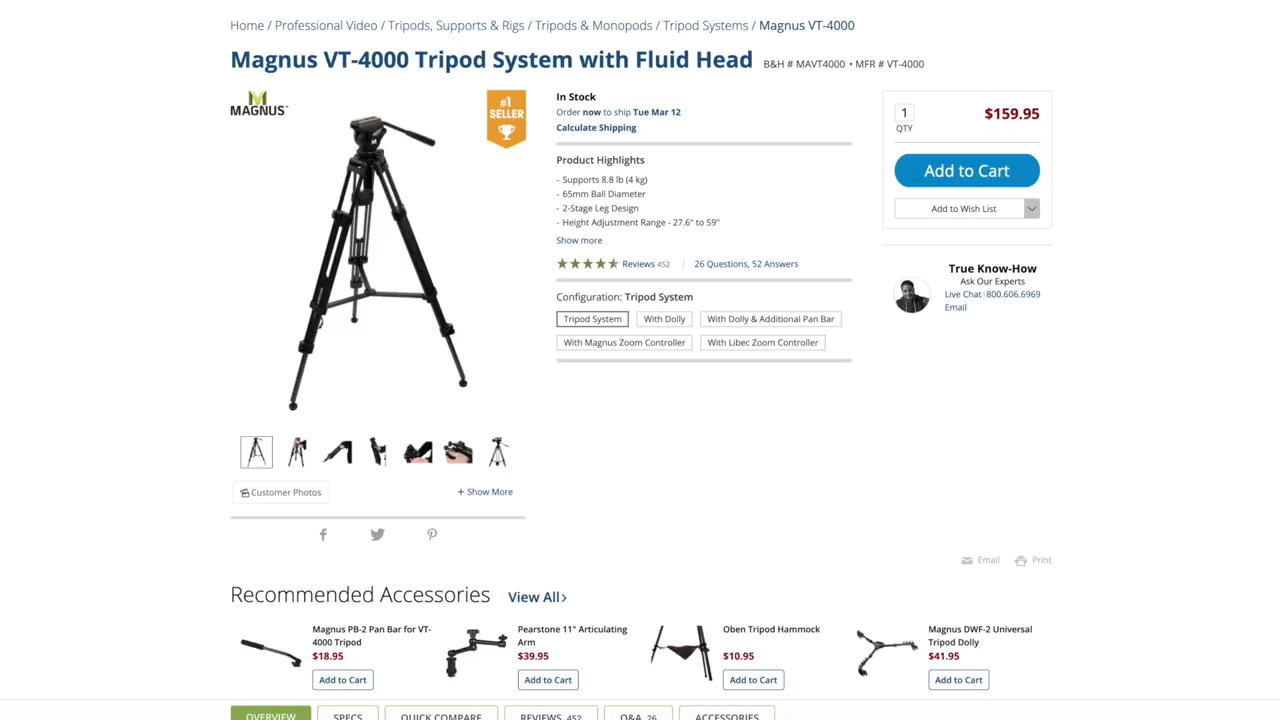 Home / Professional Video / Tripods, Supports & Rigs / Tripods & Monopods / Tripod Systems / Magnus VT-4000
Magnus VT-4000 Tripod System with Fluid Head B&H # MAVT4000 • MFR # VT-4000
MAGNUS™
#1
SELLER
In Stock
Order now to ship Tue Mar 12
Calculate Shipping
Product Highlights
- Supports 8.8 lb (4 kg)
- 65mm Ball Diameter
- 2-Stage Leg Design
- Height Adjustment Range - 27.6" to 59"
Show more
Reviews 452 26 Questions, 52 Answers
Configuration: Tripod System
Tripod System With Dolly With Dolly & Additional Pan Bar
With Magnus Zoom Controller With Libec Zoom Controller
1 $159.95
QTY
Add to Cart
Add to Wish List
True Know-How
Ask Our Experts
Live Chat | 800.606.6969
Email
Customer Photos + Show More
Email Print
Recommended Accessories View All >
Magnus PB-2 Pan Bar for VT-
4000 Tripod
$18.95
Add to Cart
Pearstone 11" Articulating
Arm
$39.95
Add to Cart
Oben Tripod Hammock
$10.95
Add to Cart
Magnus DWF-2 Universal
Tripod Dolly
$41.95
Add to Cart
OVERVIEW SPECS QUICK COMPARE REVIEWS 452 Q&A 26 ACCESSORIES